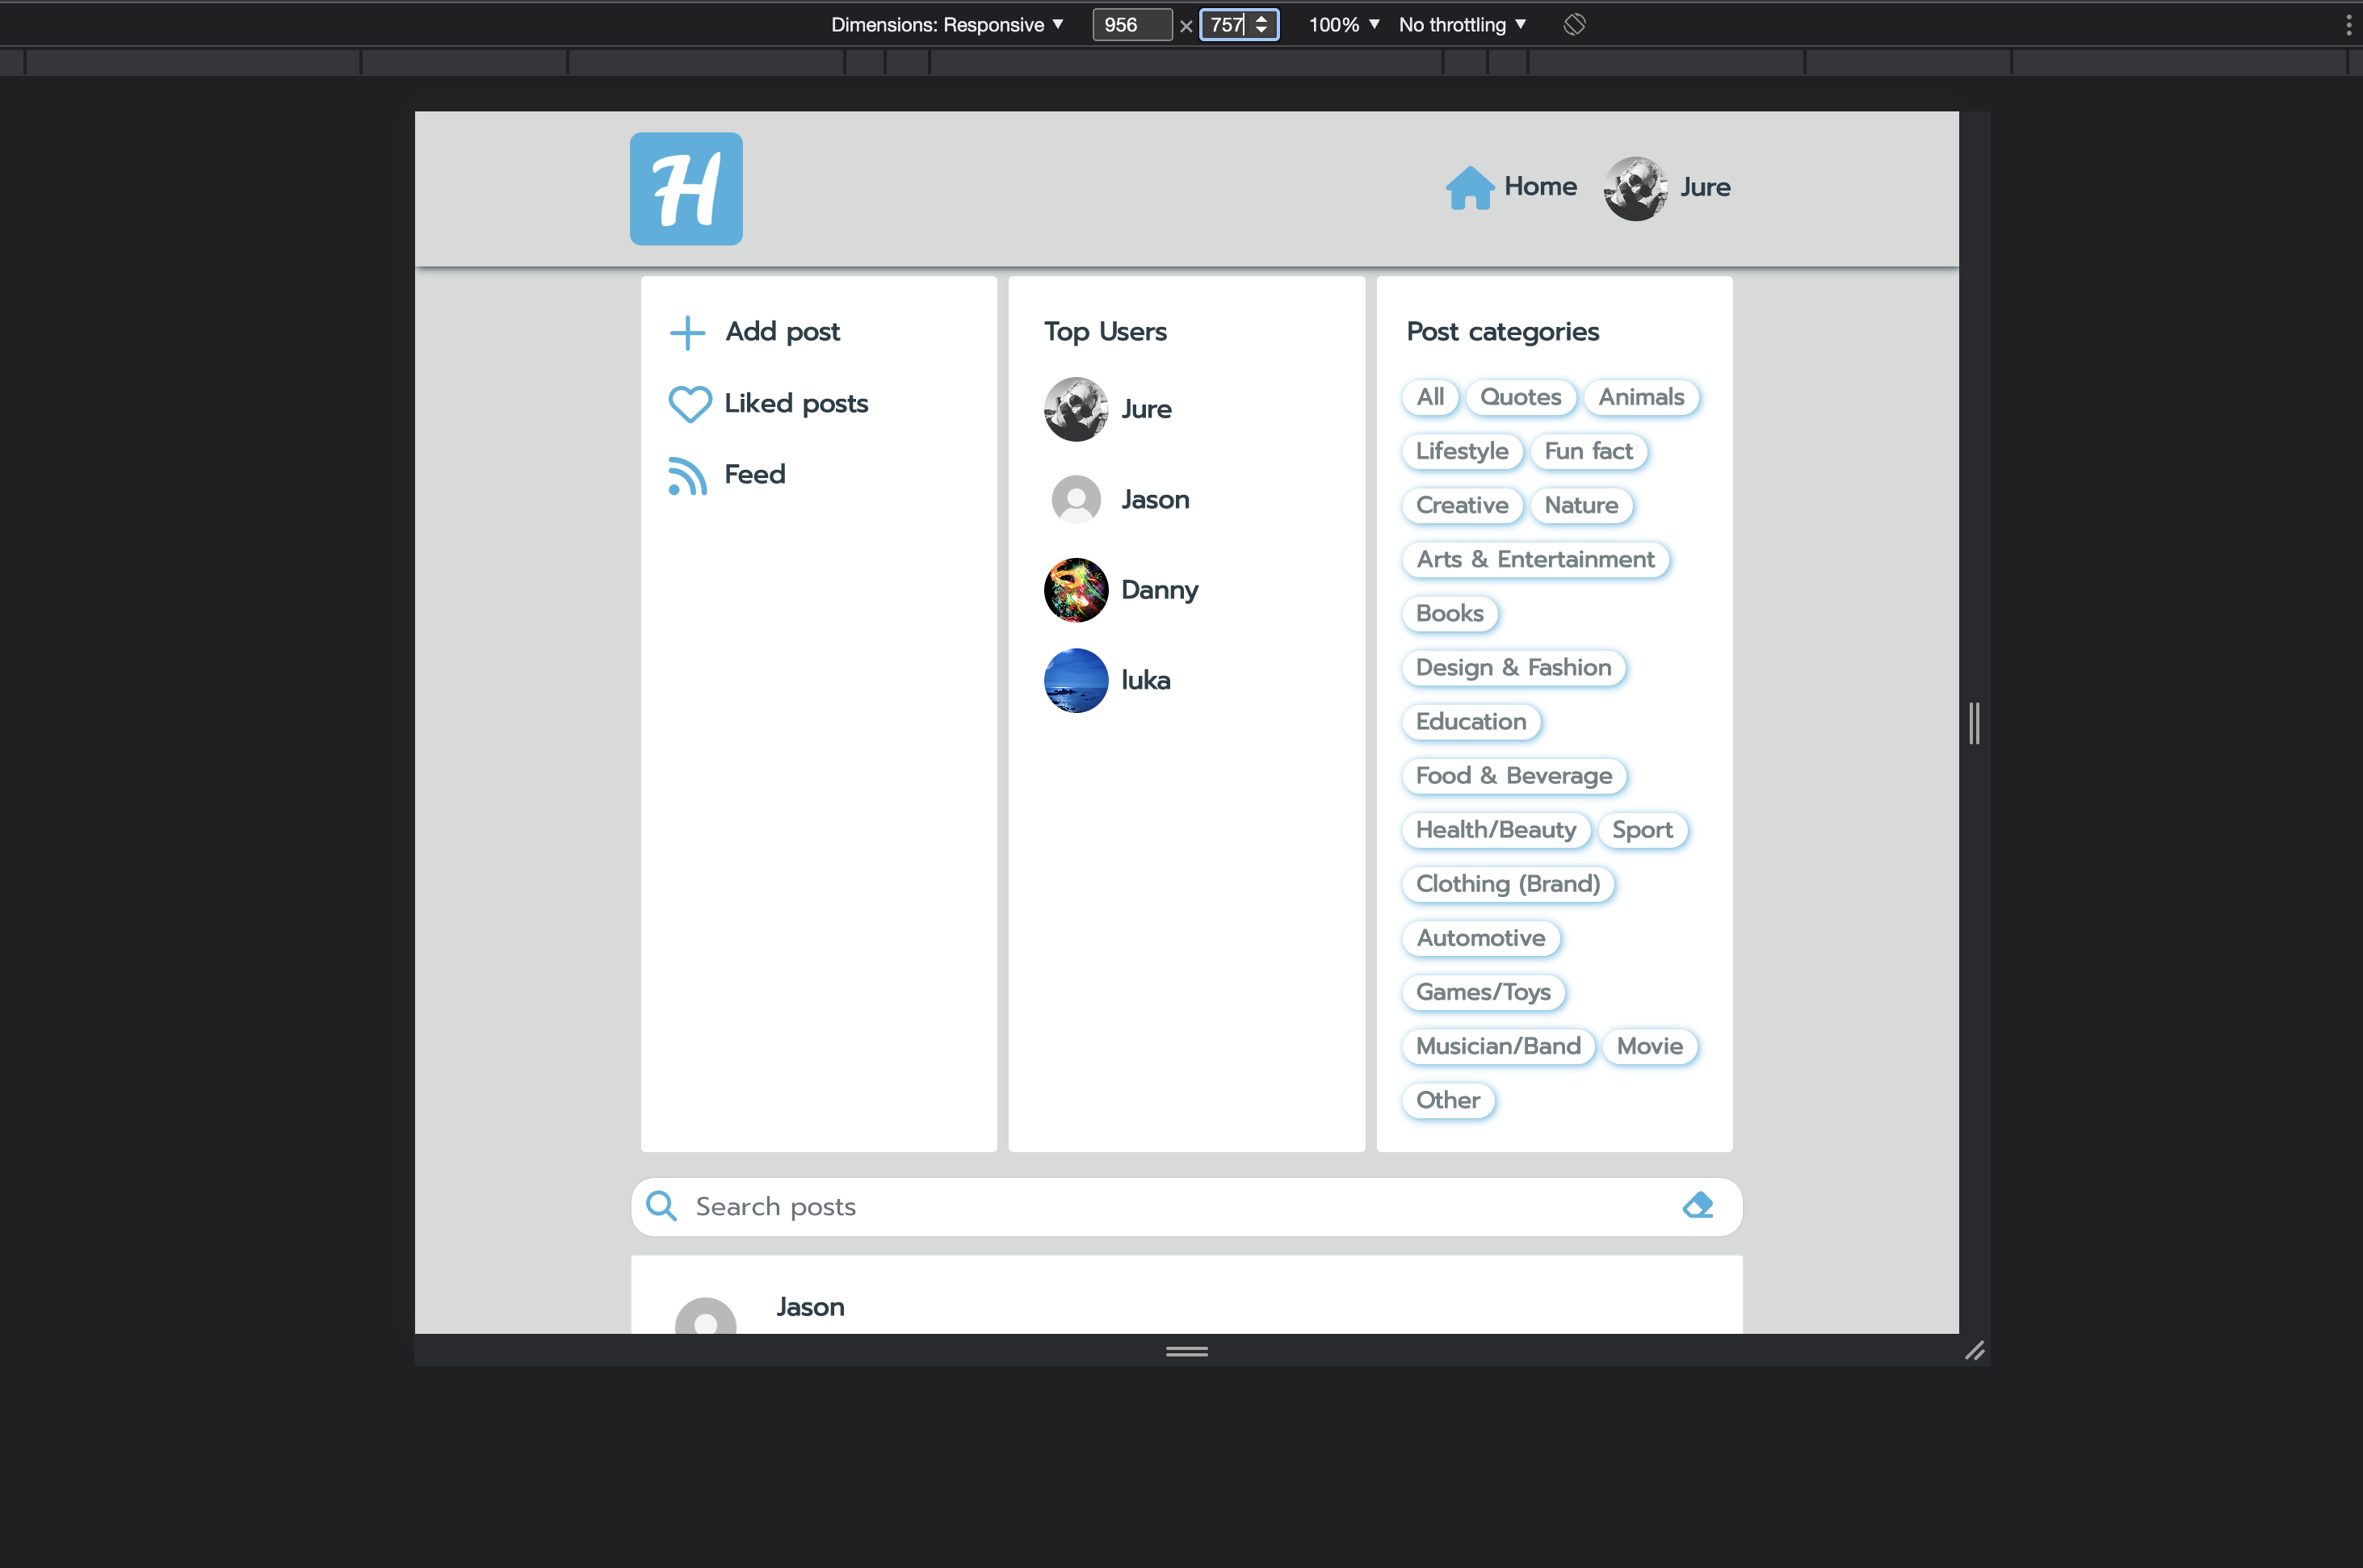 Dimensions: Responsive ▼ 956 × 757 100% ▼ No throttling ▼
H
Home Jure
Add post
Liked posts
Feed
Top Users
Jure
Jason
Danny
luka
Post categories
All Quotes Animals
Lifestyle Fun fact
Creative Nature
Arts & Entertainment
Books
Design & Fashion
Education
Food & Beverage
Health/Beauty Sport
Clothing (Brand)
Automotive
Games/Toys
Musician/Band Movie
Other
Search posts
Jason